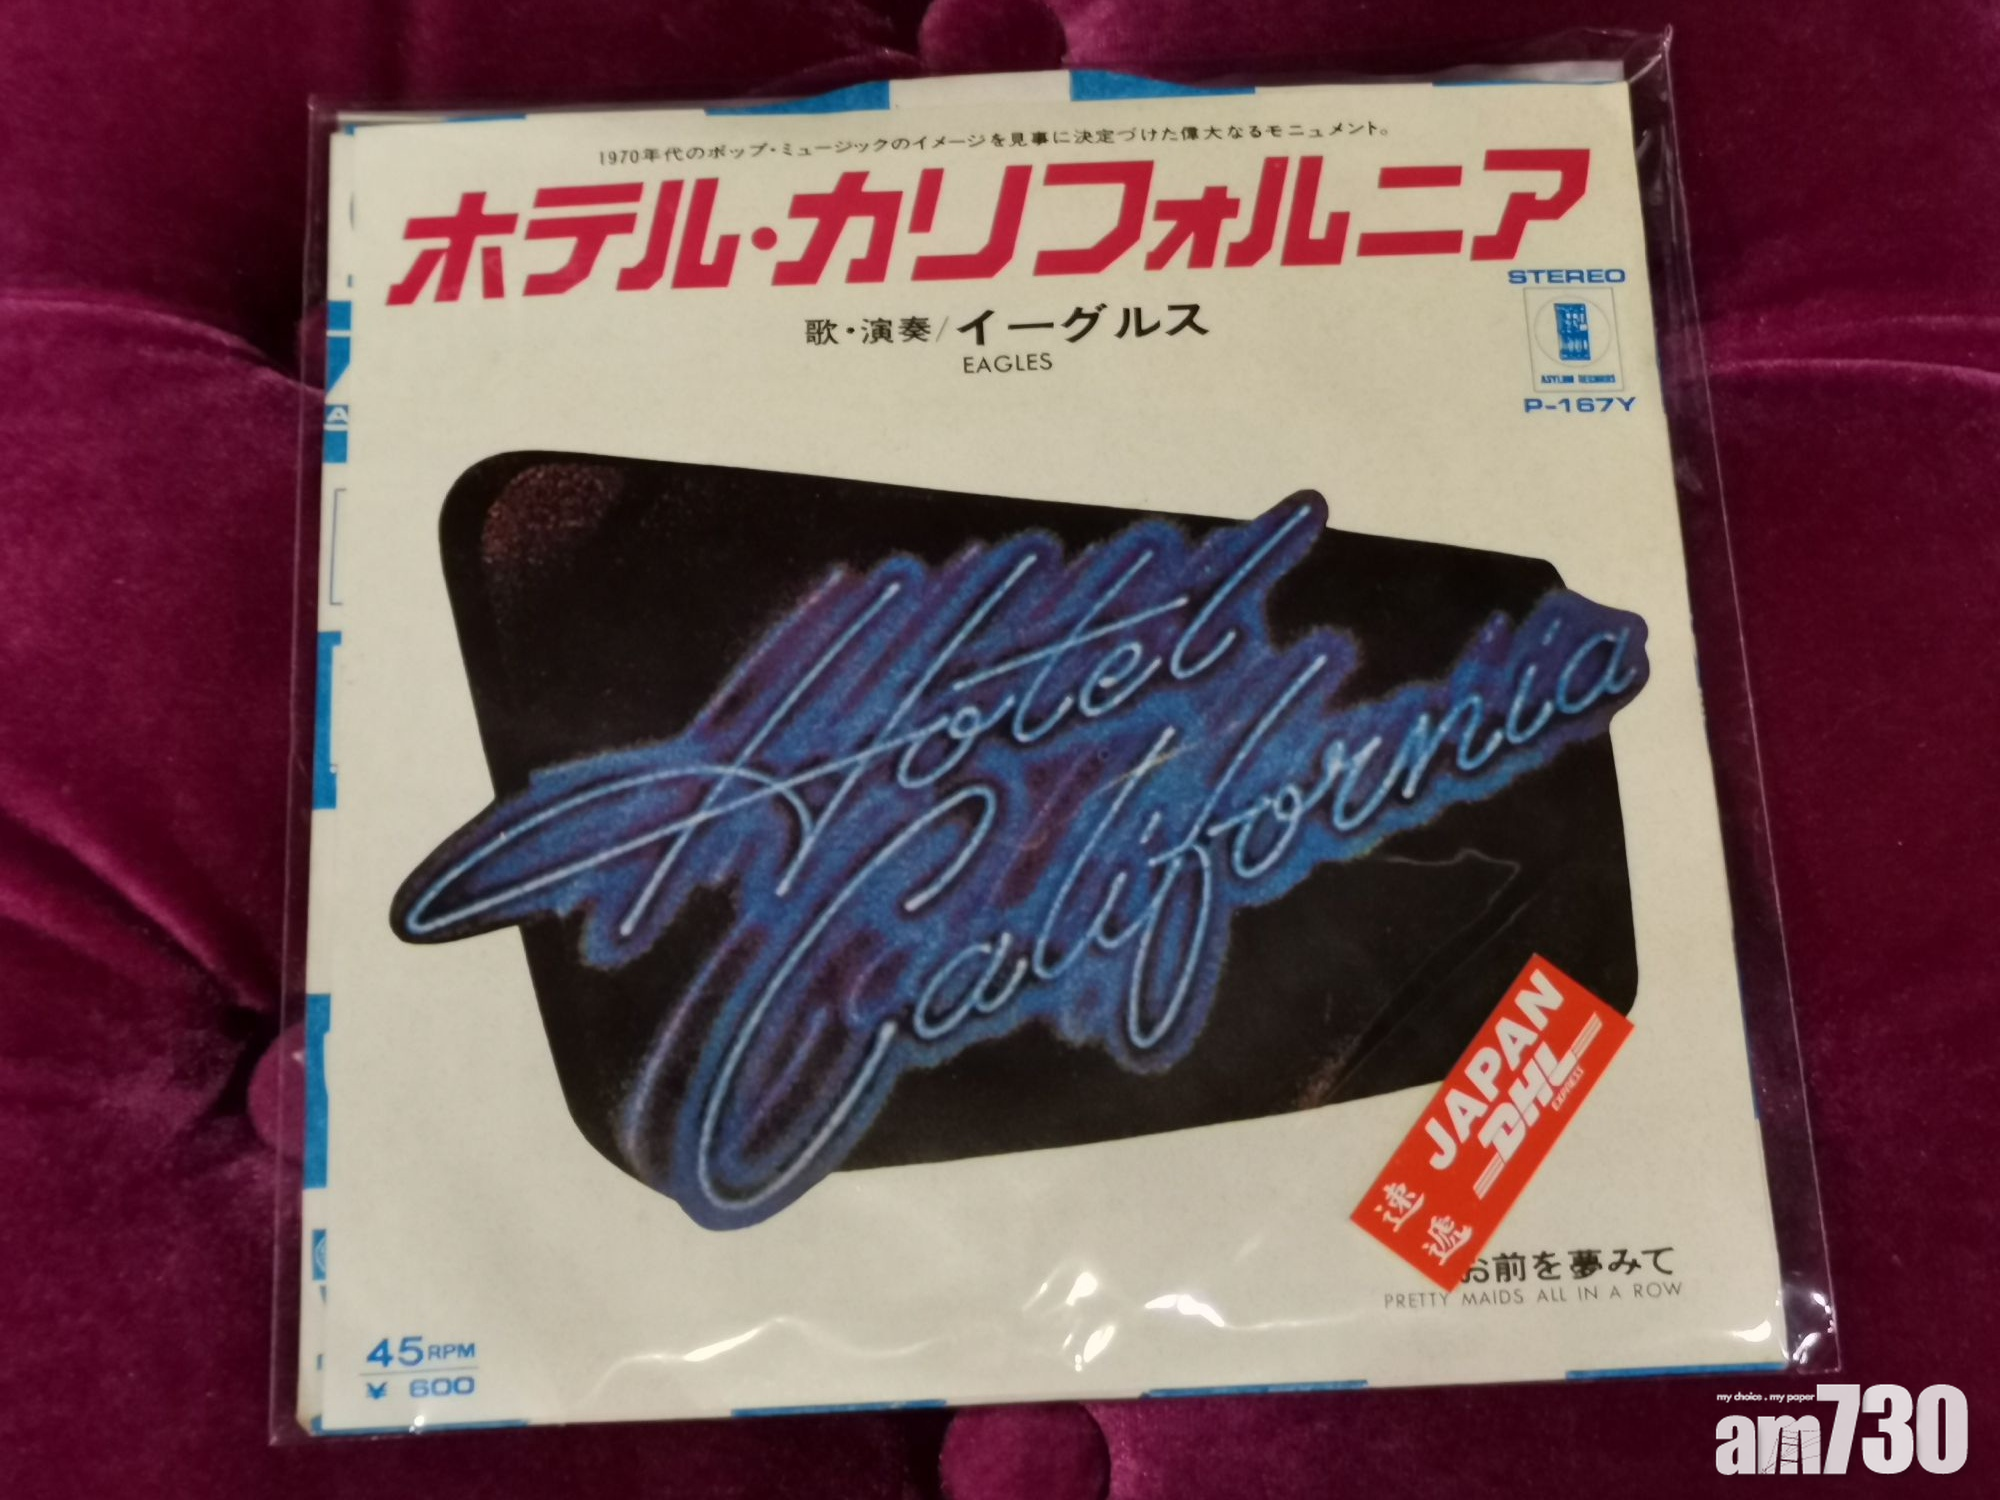 1970年代のポップ・ミュージックのイメージを見事に決定づけた偉大なるモニュメント。
ホテル・カリフォルニア
歌・演奏/イーグルス
EAGLES
STEREO
ASYLUM RECORDS
P-167Y
Hotel
California
JAPAN
DHL
EXPRESS
速遞
お前を夢みて
PRETTY MAIDS ALL IN A ROW
45RPM
¥ 600
my choice . my paper
am730